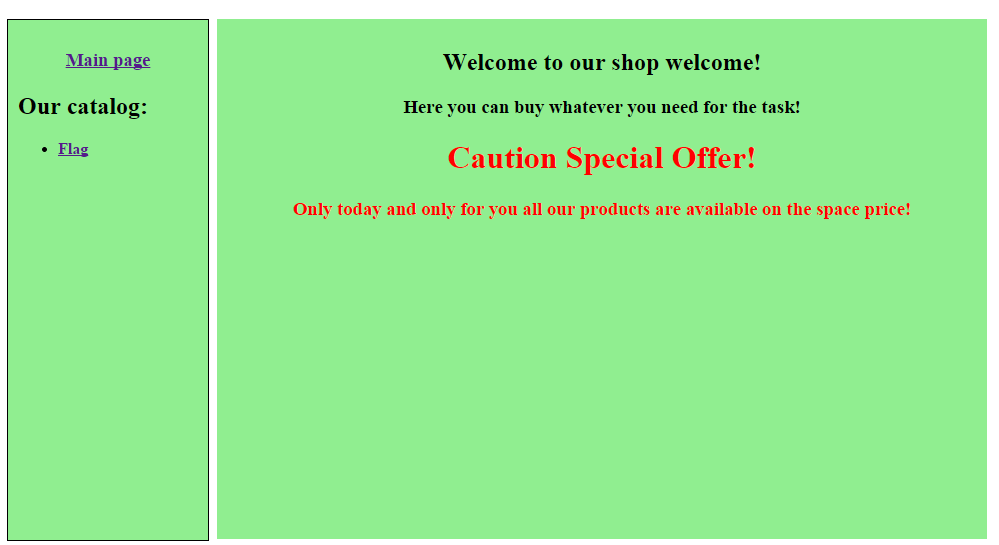 Main page
Our catalog:
Flag
Welcome to our shop welcome!
Here you can buy whatever you need for the task!
Caution Special Offer!
Only today and only for you all our products are available on the space price!